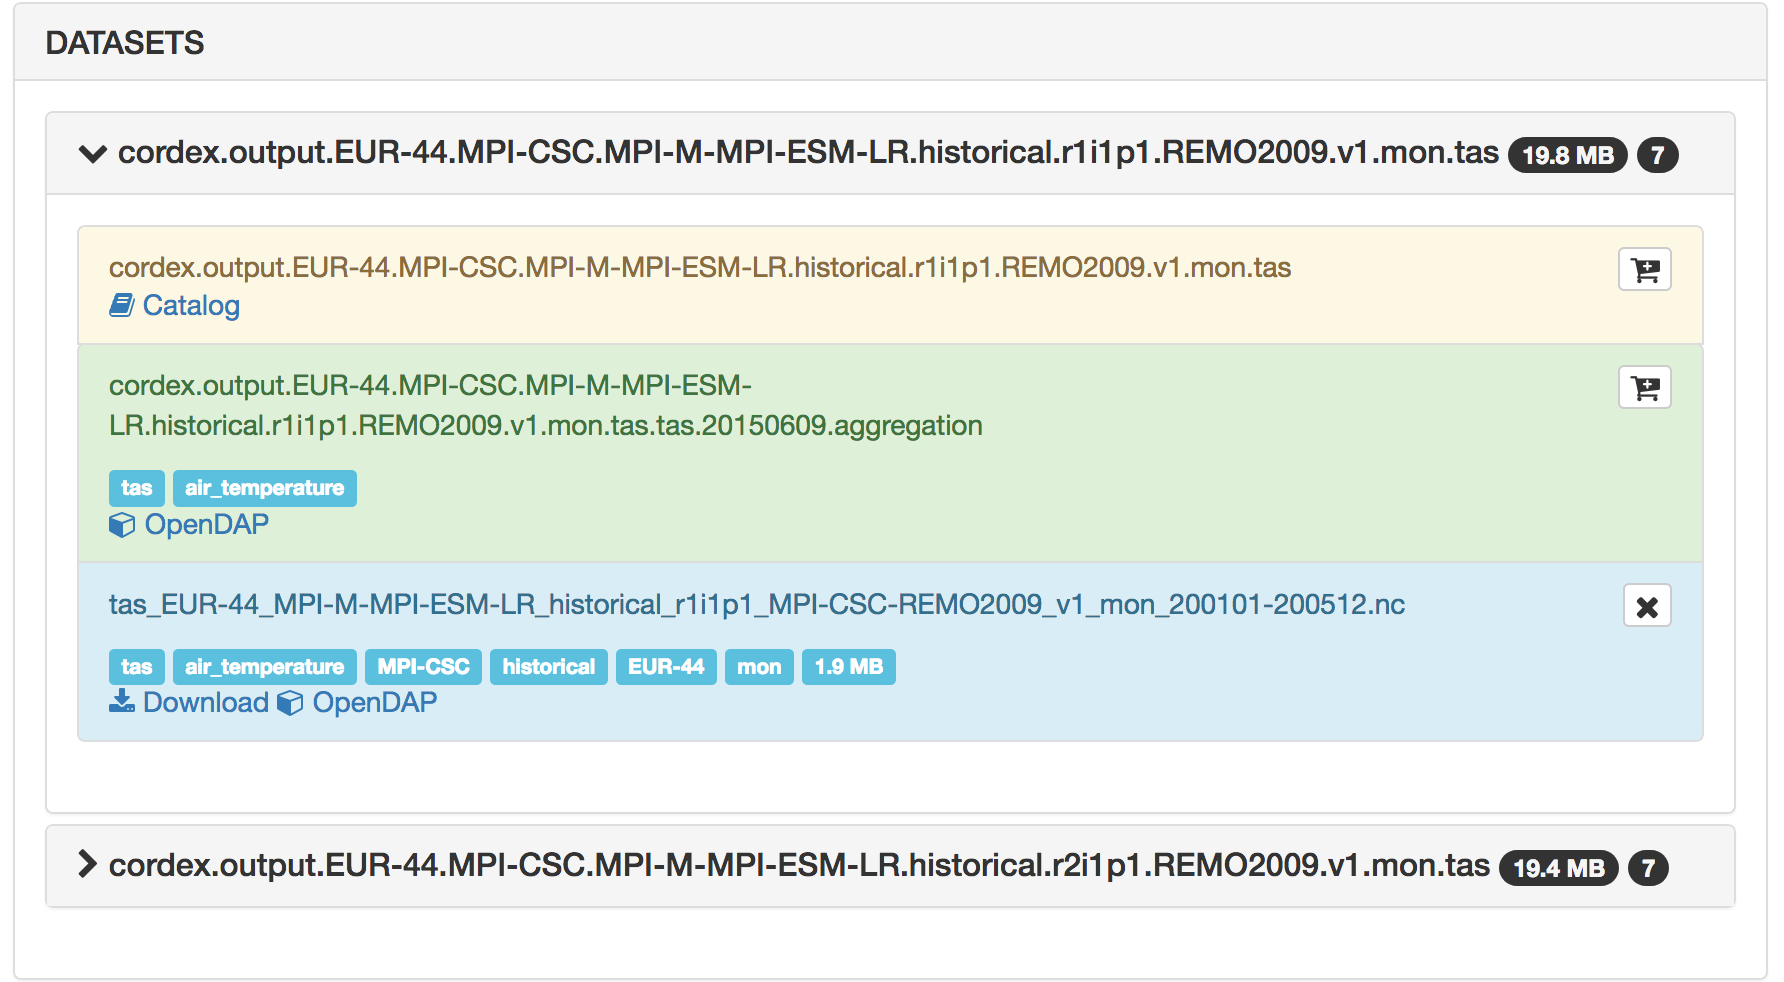 DATASETS
cordex.output.EUR-44.MPI-CSC.MPI-M-MPI-ESM-LR.historical.r1i1p1.REMO2009.v1.mon.tas 19.8 MB 7
cordex.output.EUR-44.MPI-CSC.MPI-M-MPI-ESM-LR.historical.r1i1p1.REMO2009.v1.mon.tas
Catalog
cordex.output.EUR-44.MPI-CSC.MPI-M-MPI-ESM-
LR.historical.r1i1p1.REMO2009.v1.mon.tas.tas.20150609.aggregation
tas air_temperature
OpenDAP
tas_EUR-44_MPI-M-MPI-ESM-LR_historical_r1i1p1_MPI-CSC-REMO2009_v1_mon_200101-200512.nc
tas air_temperature MPI-CSC historical EUR-44 mon 1.9 MB
Download OpenDAP
cordex.output.EUR-44.MPI-CSC.MPI-M-MPI-ESM-LR.historical.r2i1p1.REMO2009.v1.mon.tas 19.4 MB 7